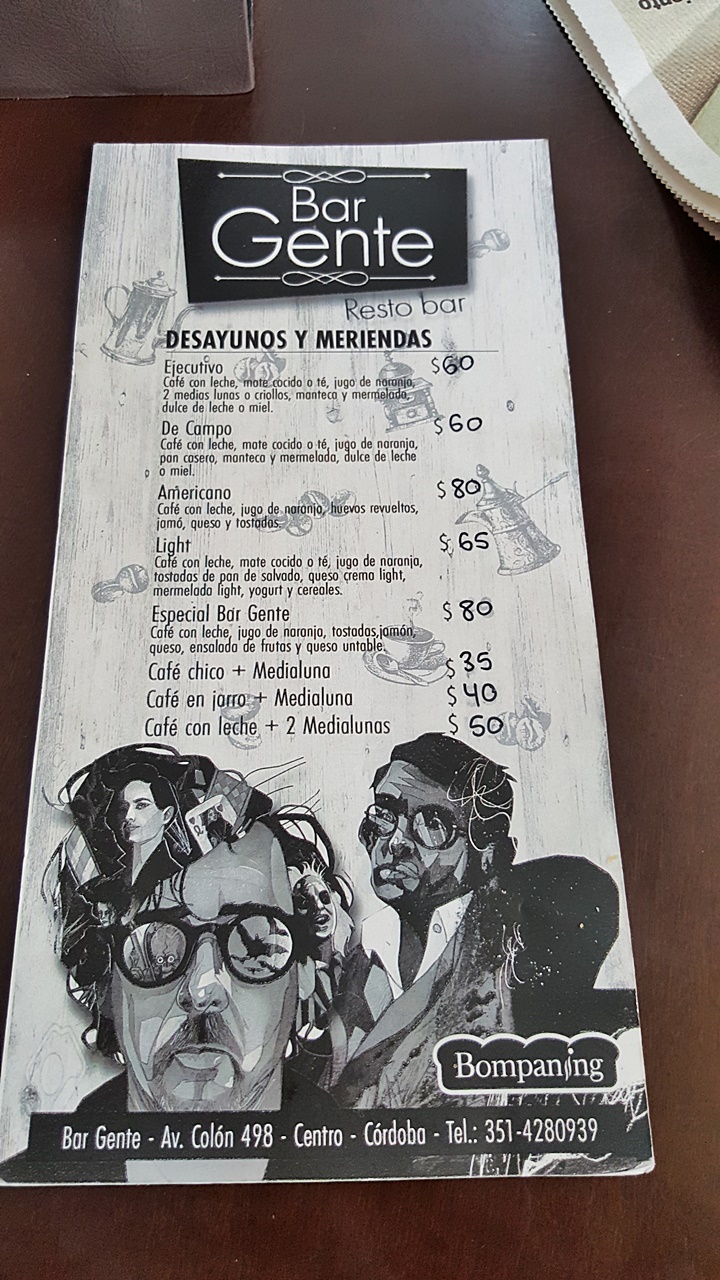 Bar
Gente
Resto bar
DESAYUNOS Y MERIENDAS
Ejecutivo $60
Café con leche, mate cocido o té, jugo de naranja,
2 medias lunas o criollos, manteca y mermelada,
dulce de leche o miel.
De Campo $60
Café con leche, mate cocido o té, jugo de naranja,
pan casero, manteca y mermelada, dulce de leche
o miel.
Americano $80
Café con leche, jugo de naranja, huevos revueltos,
jamó, queso y tostadas.
Light $65
Café con leche, mate cocido o té, jugo de naranja,
tostadas de pan de salvado, queso crema light,
mermelada light, yogurt y cereales.
Especial Bar Gente $80
Café con leche, jugo de naranja, tostadas,jamón,
queso, ensalada de frutas y queso untable.
Café chico + Medialuna $35
Café en jarro + Medialuna $40
Café con leche + 2 Medialunas $50
Bompaning
Bar Gente - Av. Colón 498 - Centro - Córdoba - Tel.: 351-4280939